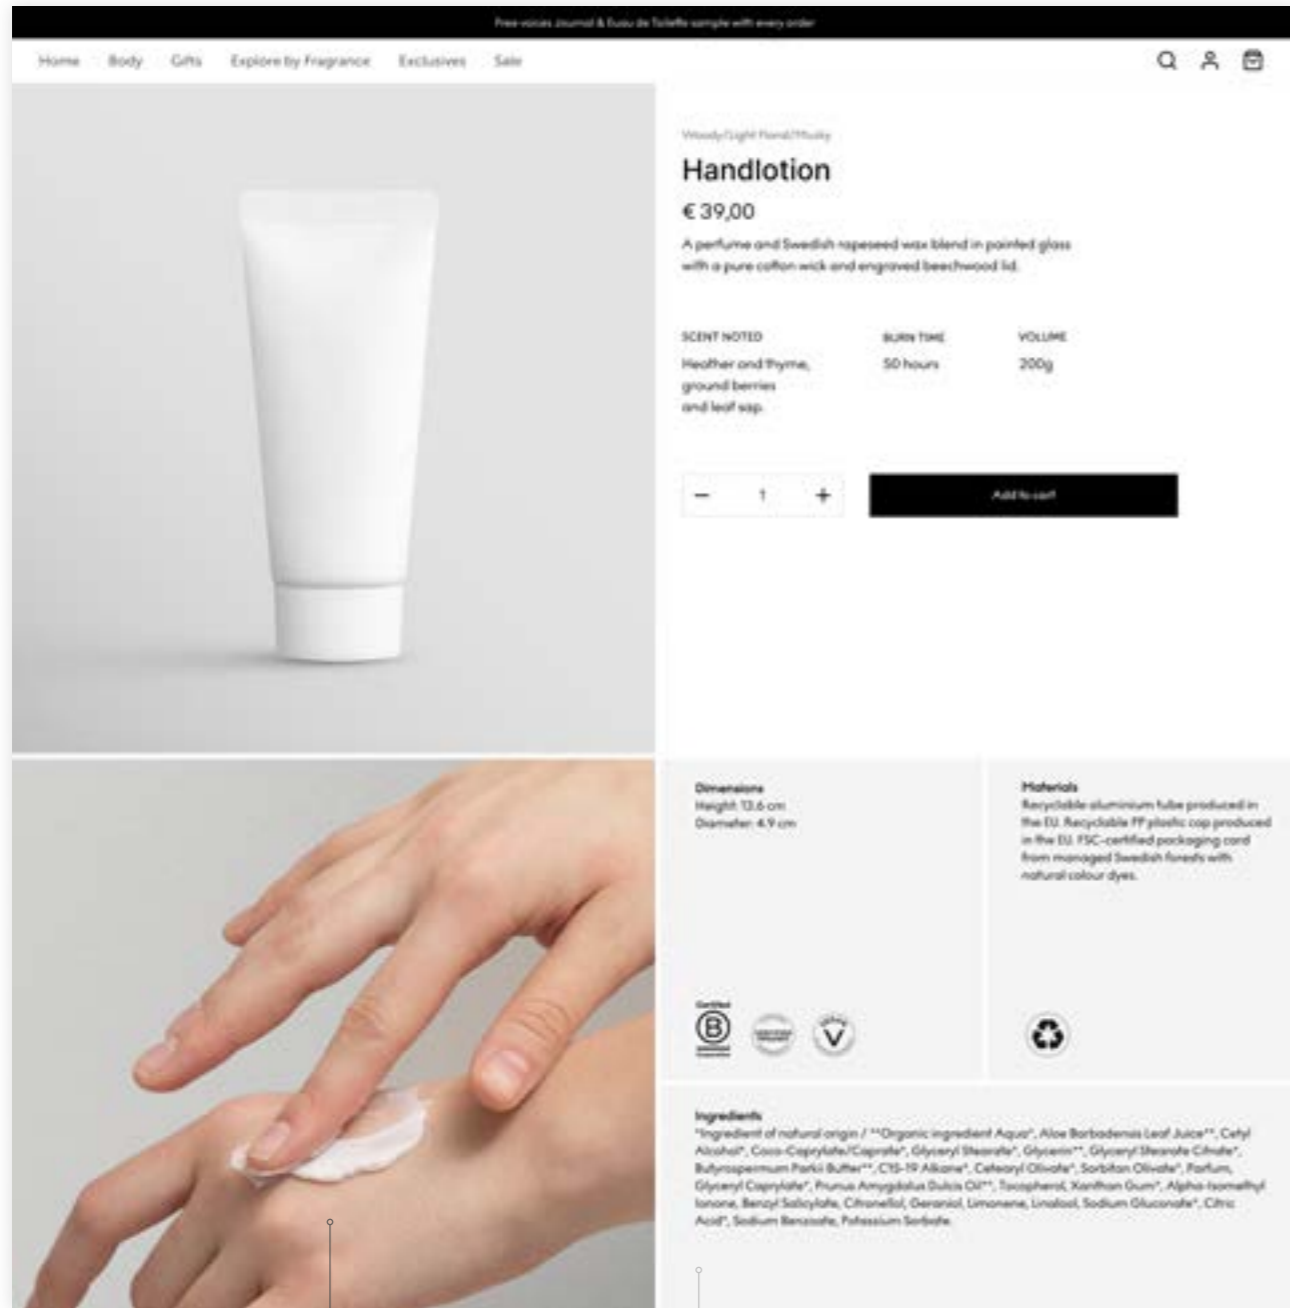 Free voices Journal & Euau de Toilette sample with every order
Home Body Gifts Explore by Fragrance Exclusives Sale
Woody/Light Floral/Musky
Handlotion
€ 39,00
A perfume and Swedish rapeseed wax blend in painted glass
with a pure cotton wick and engraved beechwood lid.
SCENT NOTED BURN TIME VOLUME
Heather and thyme, 50 hours 200g
ground berries
and leaf sap.
1
Add to cart
Dimensions
Height: 13.6 cm
Diameter: 4.9 cm
Materials
Recyclable aluminium tube produced in
the EU. Recyclable PP plastic cap produced
in the EU. FSC-certified packaging card
from managed Swedish forests with
natural colour dyes.
Certified
B
Corporation
V
Ingredients
*Ingredient of natural origin / **Organic ingredient Aqua*, Aloe Barbadensis Leaf Juice**, Cetyl
Alcohol*, Coco-Caprylate/Caprate*, Glyceryl Stearate*, Glycerin**, Glyceryl Stearate Citrate*,
Butyrospermum Parkii Butter**, C15-19 Alkane*, Cetearyl Olivate*, Sorbitan Olivate*, Parfum,
Glyceryl Caprylate*, Prunus Amygdalus Dulcis Oil**, Tocopherol, Xanthan Gum*, Alpha-Isomethyl
Ionone, Benzyl Salicylate, Citronellol, Geraniol, Limonene, Linalool, Sodium Gluconate*, Citric
Acid*, Sodium Benzoate, Potassium Sorbate.